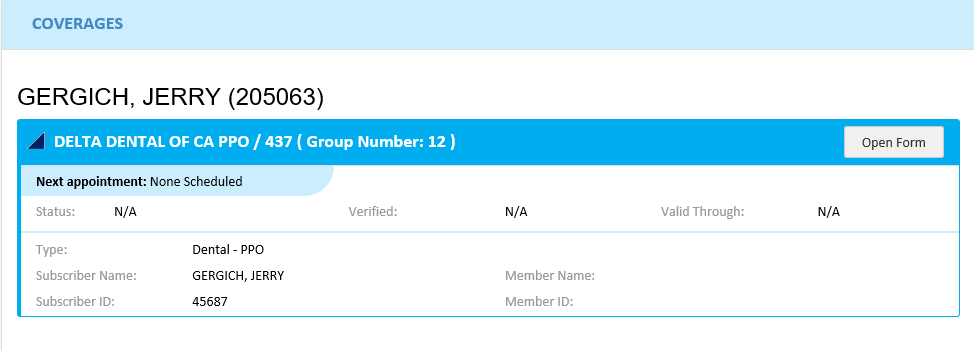 COVERAGES
GERGICH, JERRY (205063)
DELTA DENTAL OF CA PPO / 437 ( Group Number: 12 )
Open Form
Next appointment: None Scheduled
Status: N/A Verified: N/A Valid Through: N/A
Type: Dental - PPO
Subscriber Name: GERGICH, JERRY Member Name:
Subscriber ID: 45687 Member ID: